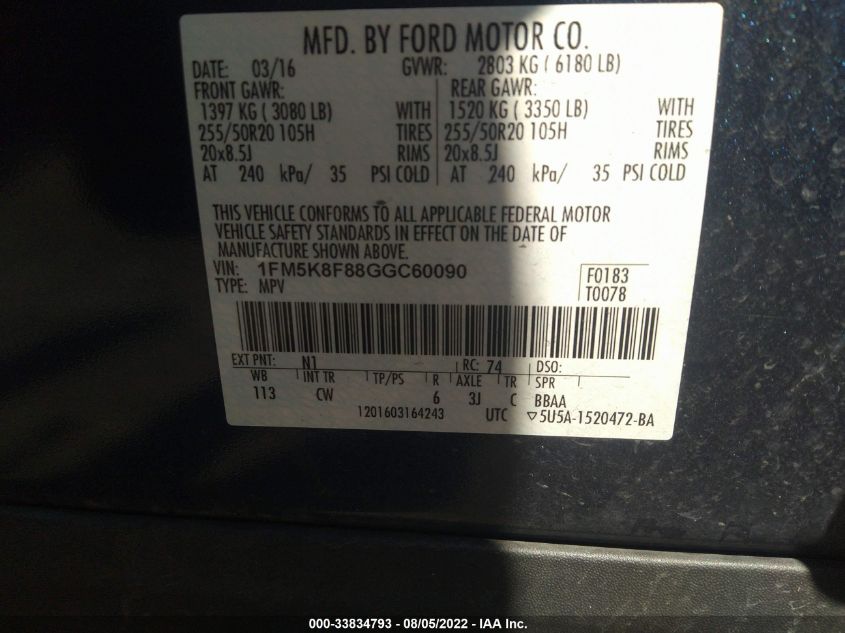 MFD. BY FORD MOTOR CO.
DATE: 03/16 GVWR: 2803 KG ( 6180 LB)
FRONT GAWR: REAR GAWR:
1397 KG ( 3080 LB) WITH 1520 KG ( 3350 LB) WITH
255/50R20 105H TIRES 255/50R20 105H TIRES
20x8.5J RIMS 20x8.5J RIMS
AT 240 kPa/ 35 PSI COLD AT 240 kPa/ 35 PSI COLD
THIS VEHICLE CONFORMS TO ALL APPLICABLE FEDERAL MOTOR
VEHICLE SAFETY STANDARDS IN EFFECT ON THE DATE OF
MANUFACTURE SHOWN ABOVE.
VIN: 1FM5K8F88GGC60090 F0183
TYPE: MPV T0078
EXT PNT: N1 RC: 74 DSO:
WB INT TR TP/PS R AXLE TR SPR
113 CW 6 3J C BBAA
1201603164243 UTC ▽5U5A-1520472-BA
000-33834793 - 08/05/2022 - IAA Inc.